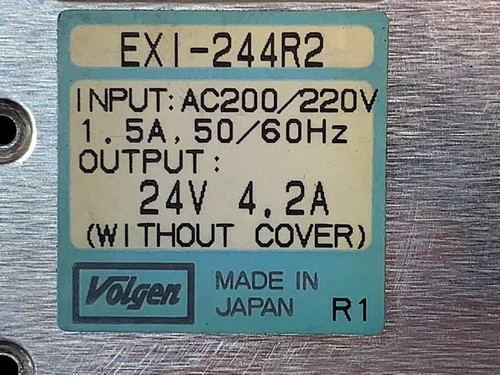 EXI-244R2
INPUT: AC200/220V
1.5A, 50/60Hz
OUTPUT:
24V 4.2A
(WITHOUT COVER)
Volgen
MADE IN
JAPAN
R1